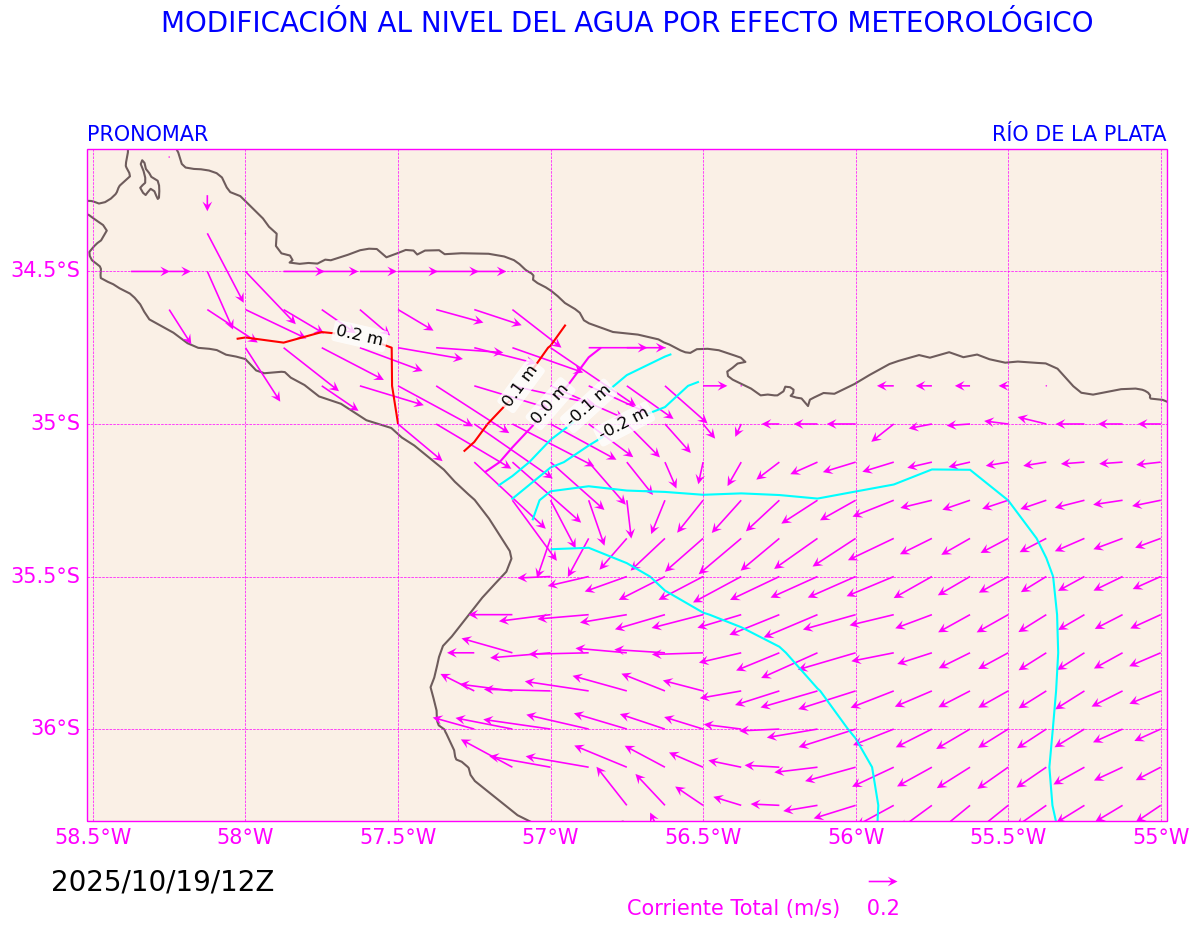 MODIFICACIÓN AL NIVEL DEL AGUA POR EFECTO METEOROLÓGICO
PRONOMAR
RÍO DE LA PLATA
34.5°S
35°S
35.5°S
36°S
0.2 m
0.1 m
0.0 m
-0.1 m
-0.2 m
58.5°W
58°W
57.5°W
57°W
56.5°W
56°W
55.5°W
55°W
2025/10/19/12Z
Corriente Total (m/s)
0.2